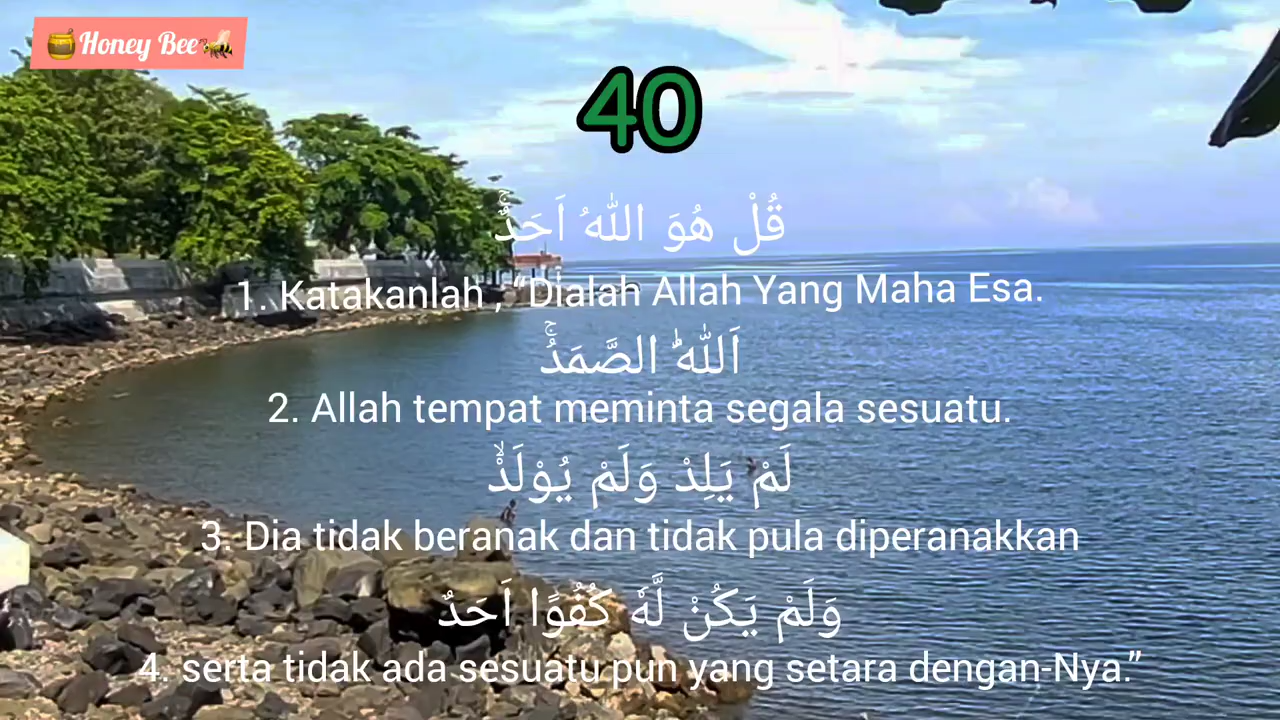 Honey Bee
40
قُلْ هُوَ اللّٰهُ اَحَدٌۚ
1. Katakanlah , “Dialah Allah Yang Maha Esa.
اَللّٰهُ الصَّمَدُۚ
2. Allah tempat meminta segala sesuatu.
لَمْ يَلِدْ وَلَمْ يُوْلَدْۙ
3. Dia tidak beranak dan tidak pula diperanakkan
وَلَمْ يَكُنْ لَّهٗ كُفُوًا اَحَدٌ
4. serta tidak ada sesuatu pun yang setara dengan-Nya.”